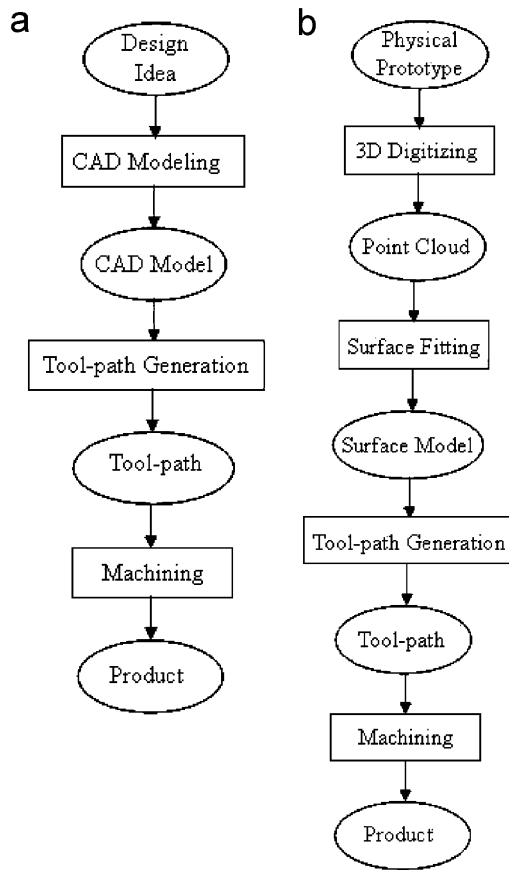 a
Design
Idea
CAD Modeling
CAD Model
Tool-path Generation
Tool-path
Machining
Product
b
Physical
Prototype
3D Digitizing
Point Cloud
Surface Fitting
Surface Model
Tool-path Generation
Tool-path
Machining
Product